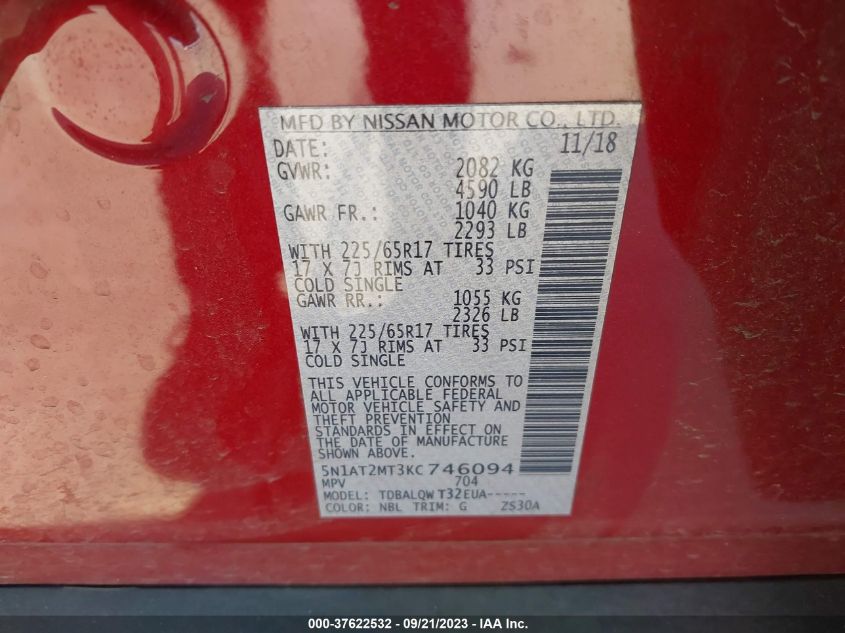 MFD BY NISSAN MOTOR CO., LTD.
DATE: 11/18
GVWR: 2082 KG
4590 LB
GAWR FR.: 1040 KG
2293 LB
WITH 225/65R17 TIRES
17 X 7J RIMS AT 33 PSI
COLD SINGLE
GAWR RR.: 1055 KG
2326 LB
WITH 225/65R17 TIRES
17 X 7J RIMS AT 33 PSI
COLD SINGLE
THIS VEHICLE CONFORMS TO
ALL APPLICABLE FEDERAL
MOTOR VEHICLE SAFETY AND
THEFT PREVENTION
STANDARDS IN EFFECT ON
THE DATE OF MANUFACTURE
SHOWN ABOVE.
5N1AT2MT3KC746094
MPV 704
MODEL: TDBALQW T32EUA-----
COLOR: NBL TRIM: G ZS30A
000-37622532 - 09/21/2023 - IAA Inc.